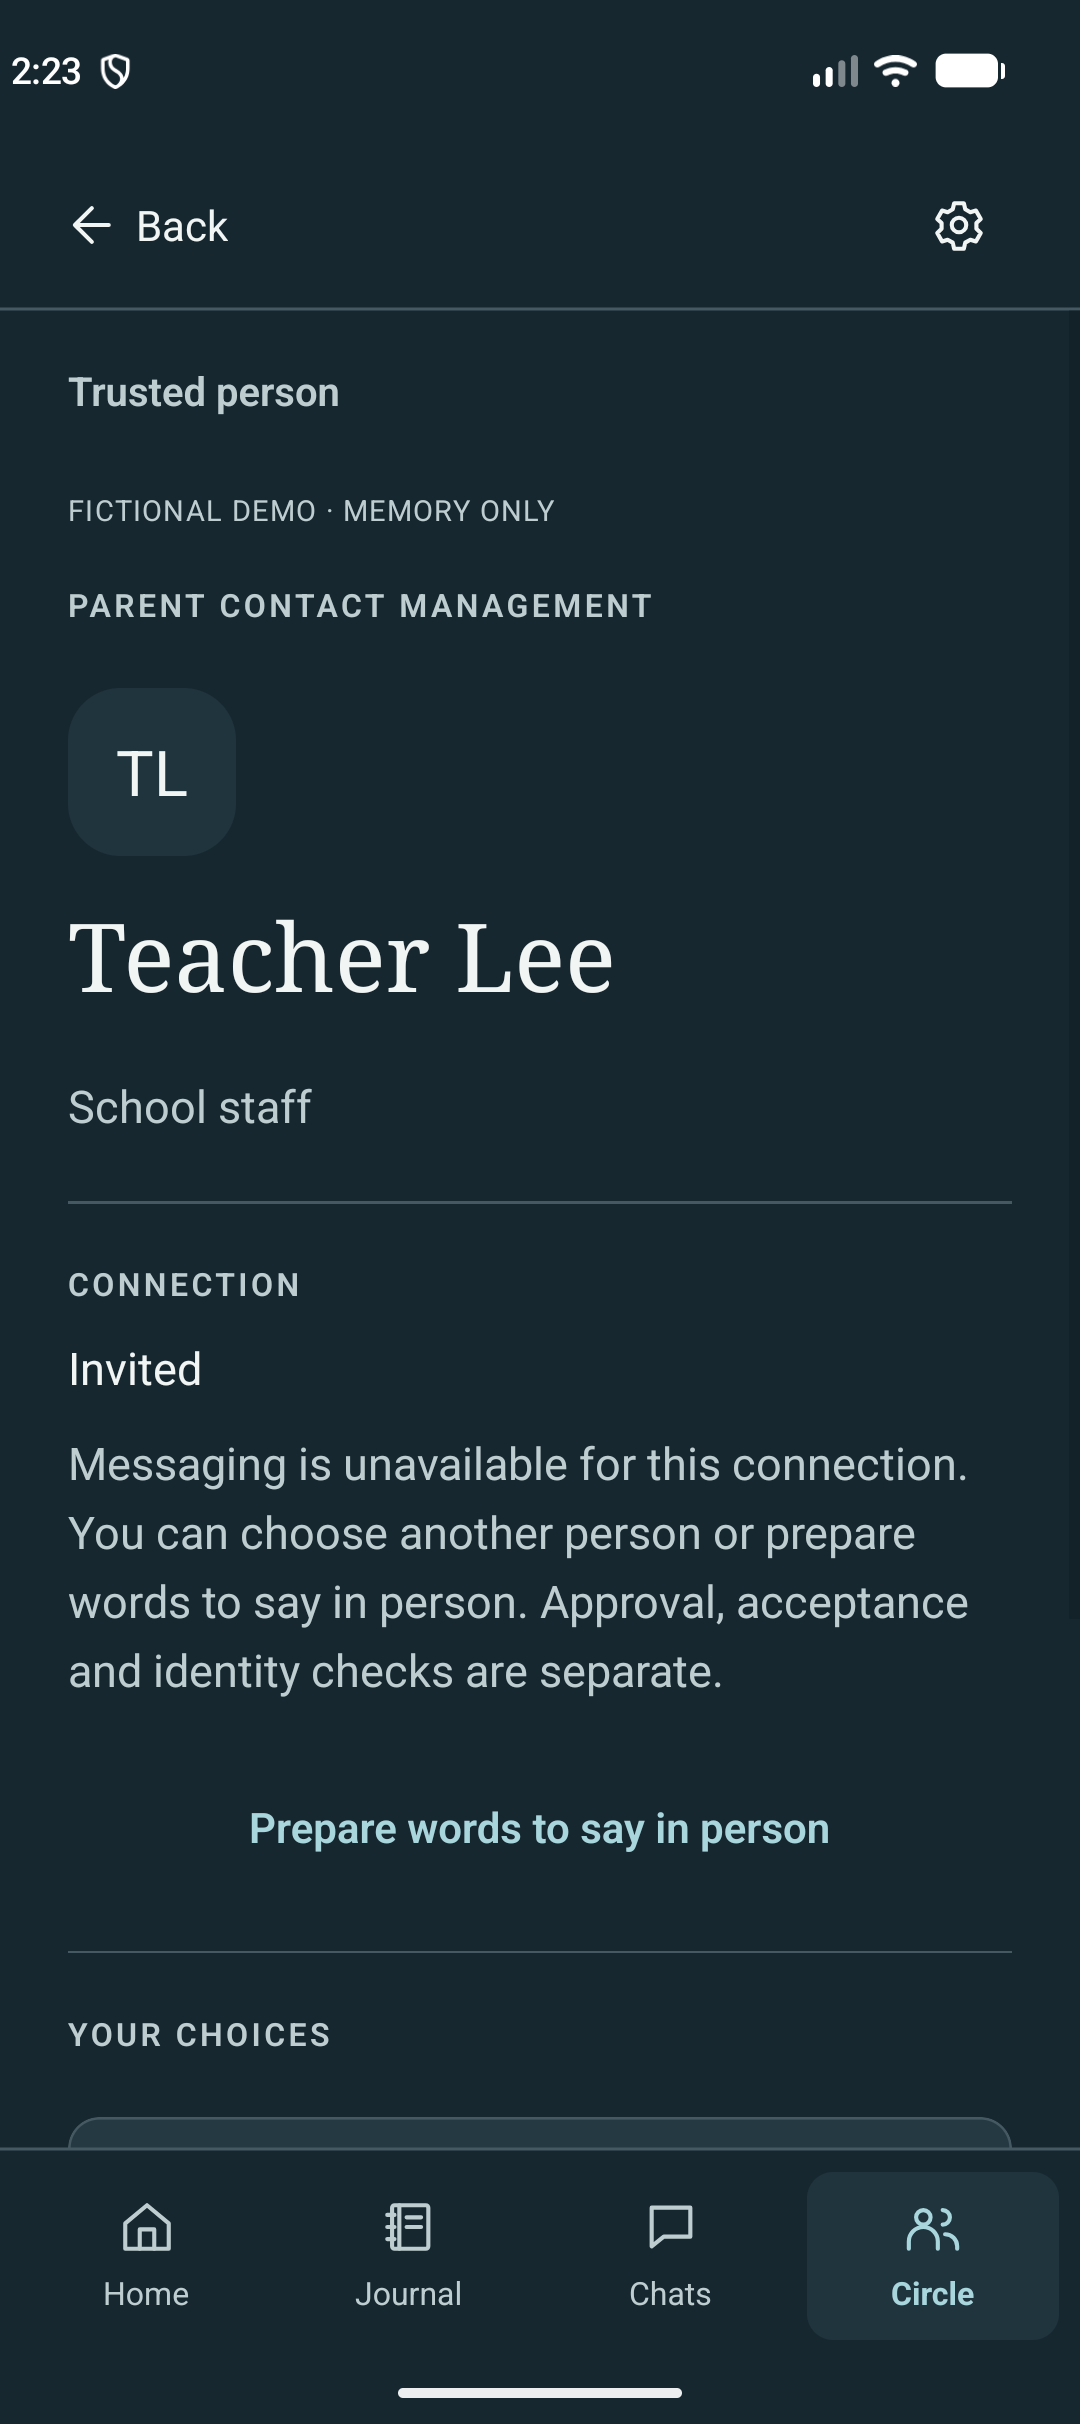 2:23
Back
Trusted person
FICTIONAL DEMO · MEMORY ONLY
PARENT CONTACT MANAGEMENT
TL
Teacher Lee
School staff
CONNECTION
Invited
Messaging is unavailable for this connection.
You can choose another person or prepare
words to say in person. Approval, acceptance
and identity checks are separate.
Prepare words to say in person
YOUR CHOICES
Home
Journal
Chats
Circle